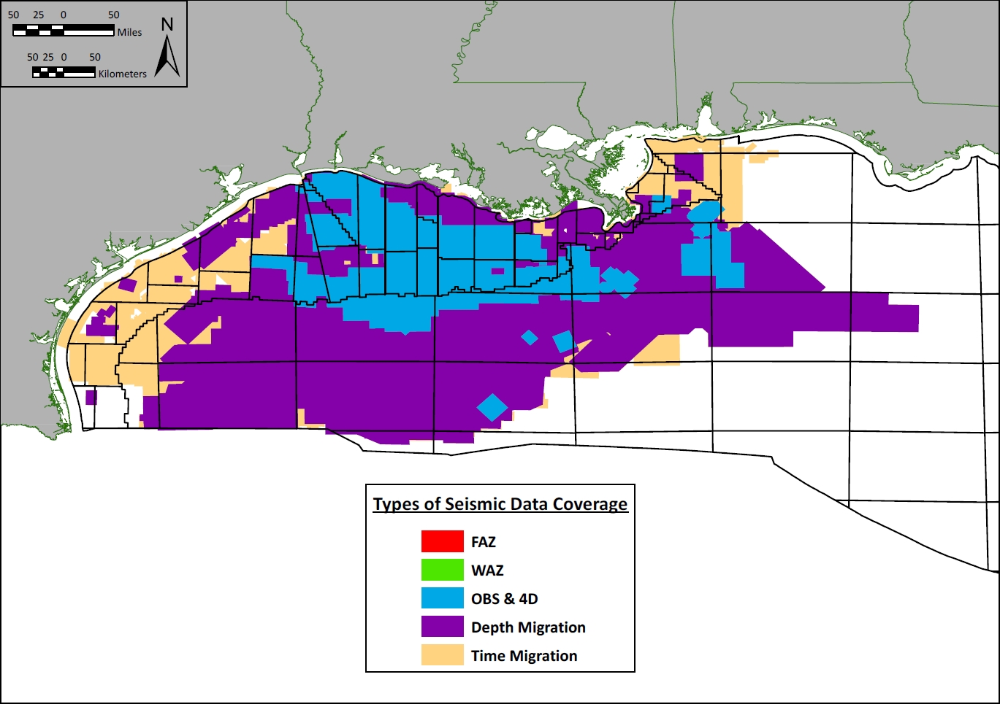 50 25 0 50
Miles
N
50 25 0 50
Kilometers
Types of Seismic Data Coverage
FAZ
WAZ
OBS & 4D
Depth Migration
Time Migration